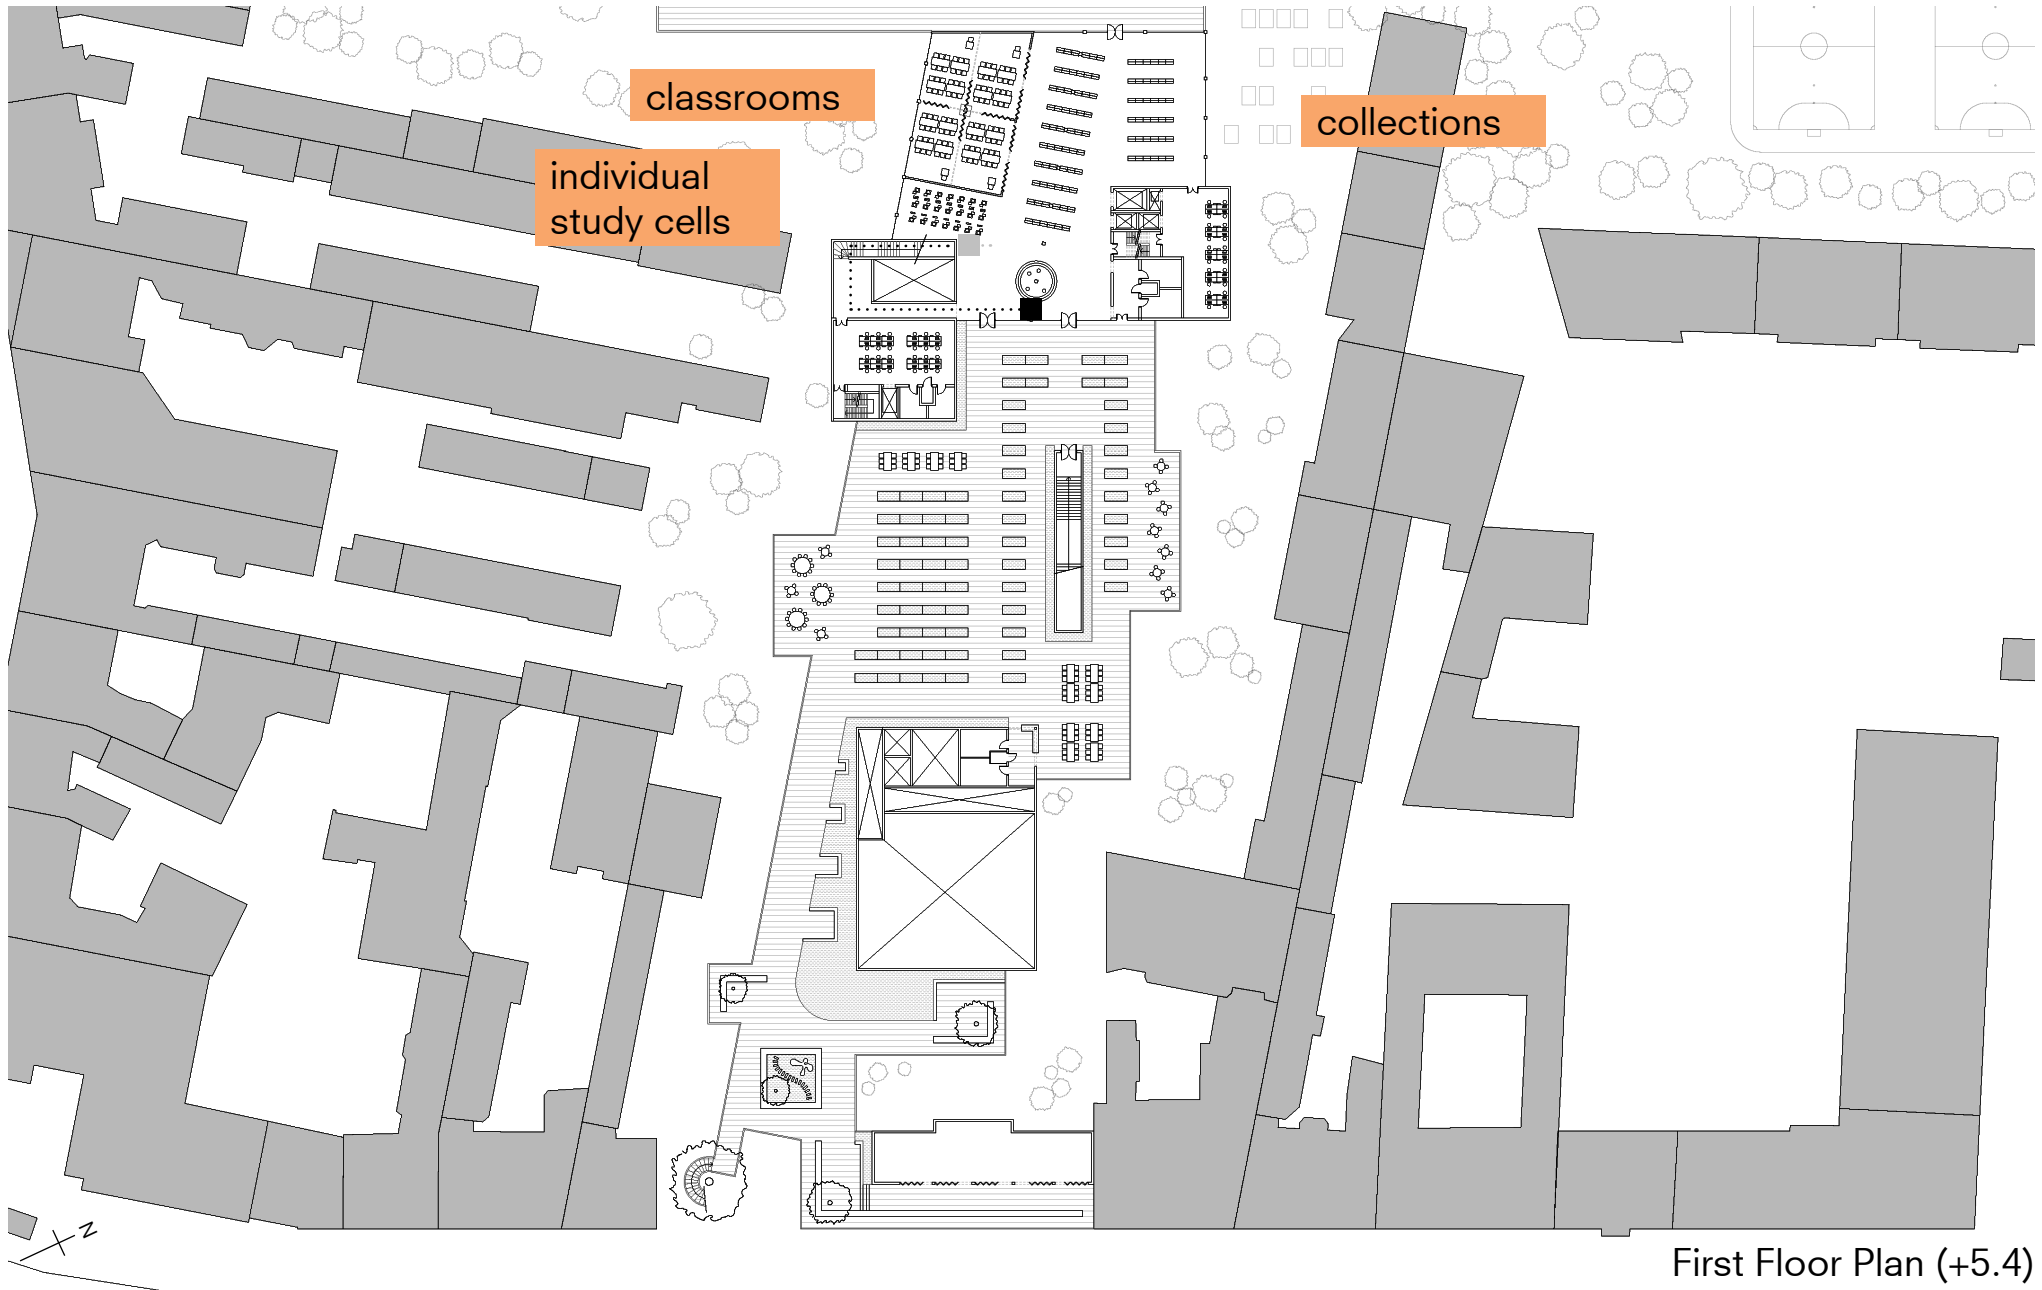 classrooms
collections
individual
study cells
N
First Floor Plan (+5.4)